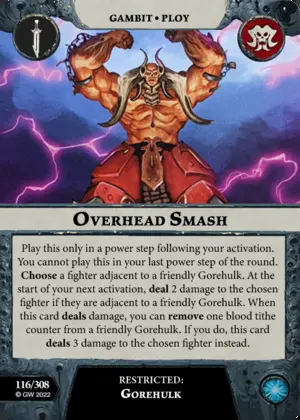 GAMBIT • PLOY
OVERHEAD SMASH
Play this only in a power step following your activation.
You cannot play this in your last power step of the round.
Choose a fighter adjacent to a friendly Gorehulk. At the
start of your next activation, deal 2 damage to the chosen
fighter if they are adjacent to a friendly Gorehulk. When
this card deals damage, you can remove one blood tithe
counter from a friendly Gorehulk. If you do, this card
deals 3 damage to the chosen fighter instead.
116/308
© GW 2022
RESTRICTED:
GOREHULK